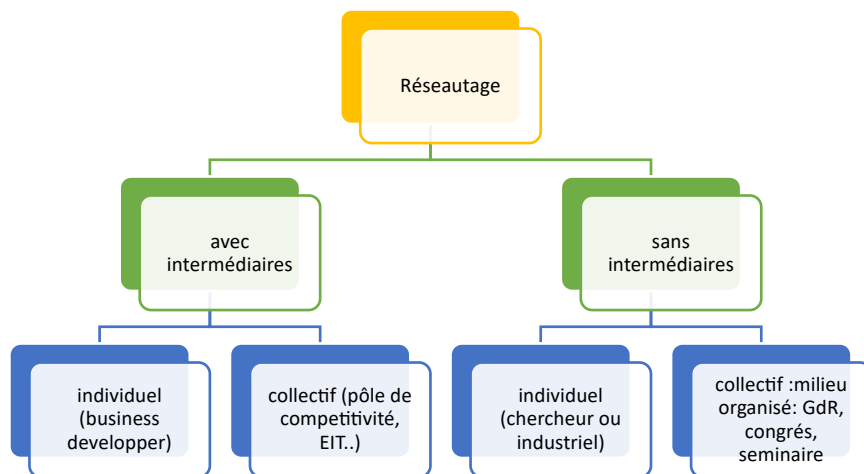 Réseautage
avec
intermédiaires
sans
intermédiaires
individuel
(business
developper)
collectif (pôle de
competitivité,
EIT..)
individuel
(chercheur ou
industriel)
collectif :milieu
organisé: GdR,
congrés,
seminaire